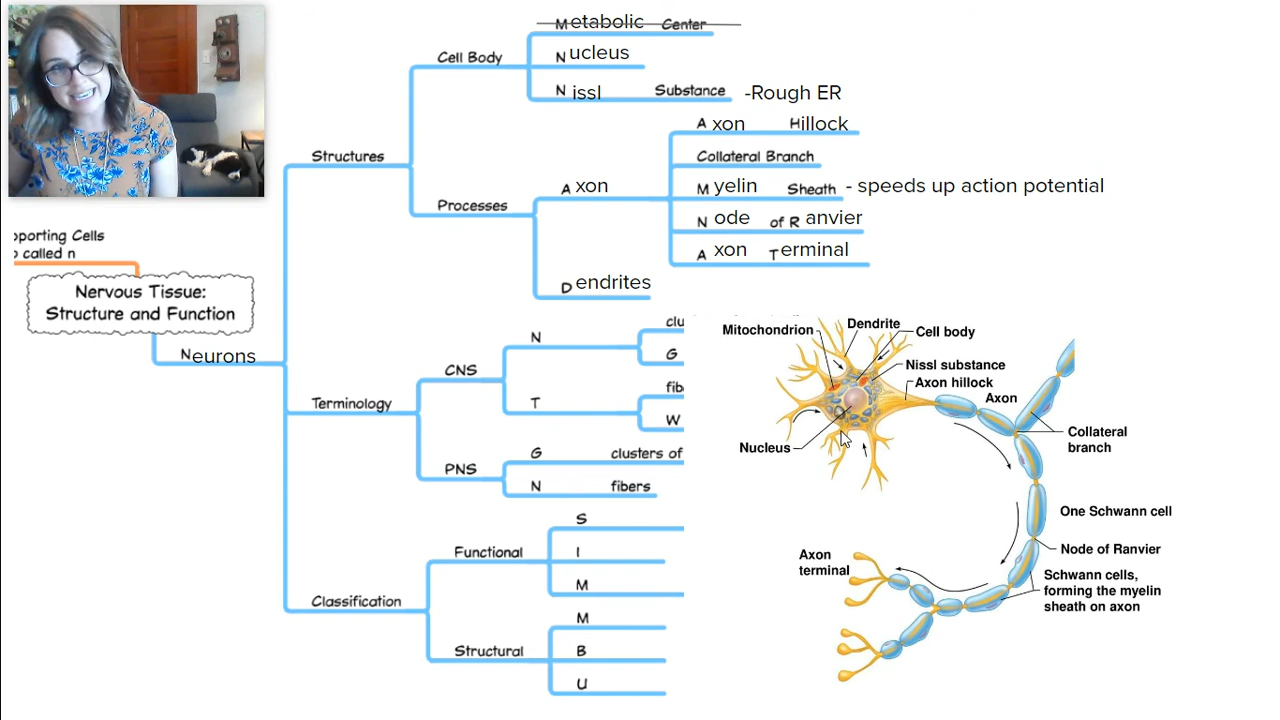 Metabolic Center
Cell Body
Nucleus
Nissl Substance -Rough ER
Axon Hillock
Structures
Collateral Branch
Axon
Myelin Sheath - speeds up action potential
Processes
Node of Ranvier
Axon Terminal
Dendrites
pporting Cells
o called n
Nervous Tissue:
Structure and Function
Neurons
clu
N
G
CNS
fib
Terminology
T
W
G clusters of
PNS
N fibers
S
Functional
I
M
Classification
M
Structural
B
U
Mitochondrion
Dendrite
Cell body
Nissl substance
Axon hillock
Axon
Nucleus
Collateral
branch
One Schwann cell
Node of Ranvier
Axon
terminal
Schwann cells,
forming the myelin
sheath on axon